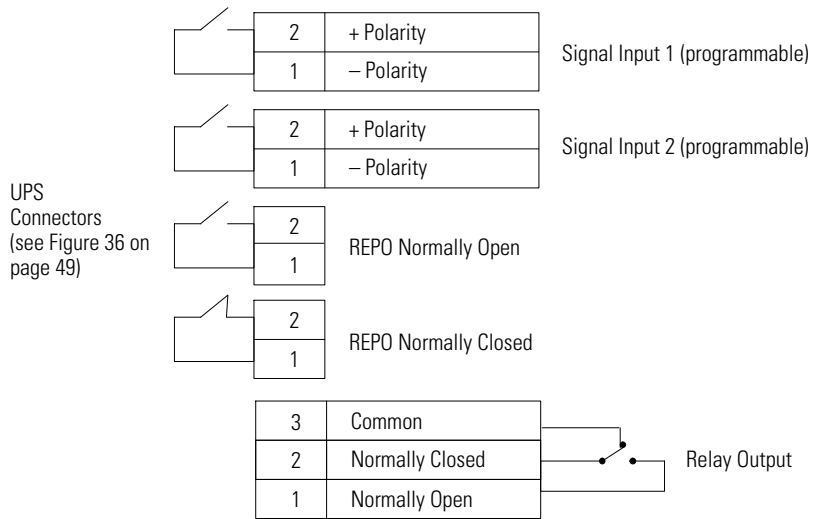 2 + Polarity
1 – Polarity
Signal Input 1 (programmable)
2 + Polarity
1 – Polarity
Signal Input 2 (programmable)
UPS
Connectors
(see Figure 36 on
page 49)
2
1
REPO Normally Open
2
1
REPO Normally Closed
3 Common
2 Normally Closed
1 Normally Open
Relay Output